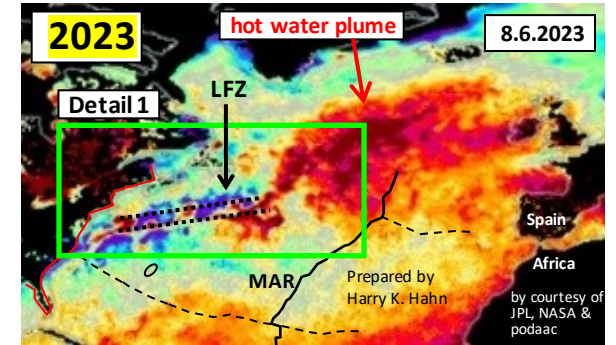 2023
hot water plume
8.6.2023
Detail 1
LFZ
Spain
Africa
MAR
Prepared by
Harry K. Hahn
by courtesy of
JPL, NASA &
podaac